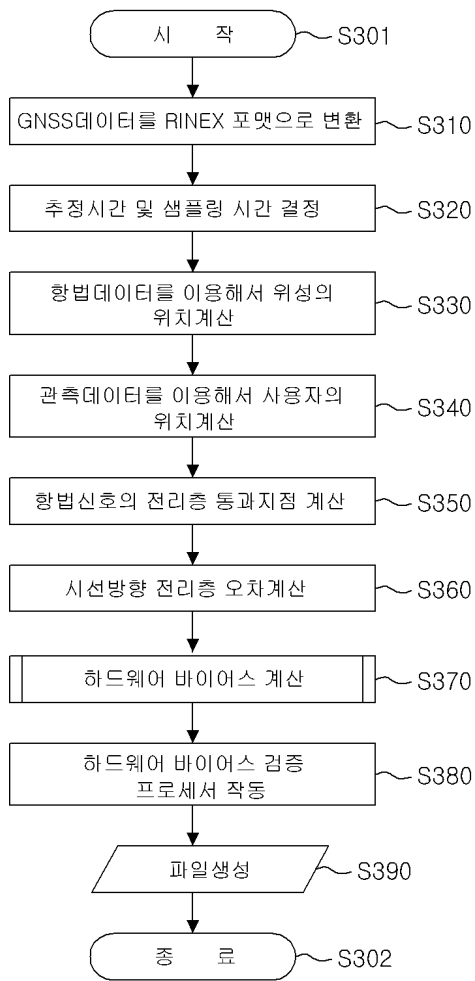 시 작
S301
GNSS데이터를 RINEX 포맷으로 변환
S310
추정시간 및 샘플링 시간 결정
S320
항법데이터를 이용해서 위성의
위치계산
S330
관측데이터를 이용해서 사용자의
위치계산
S340
항법신호의 전리층 통과지점 계산
S350
시선방향 전리층 오차계산
S360
하드웨어 바이어스 계산
S370
하드웨어 바이어스 검증
프로세서 작동
S380
파일생성
S390
종 료
S302